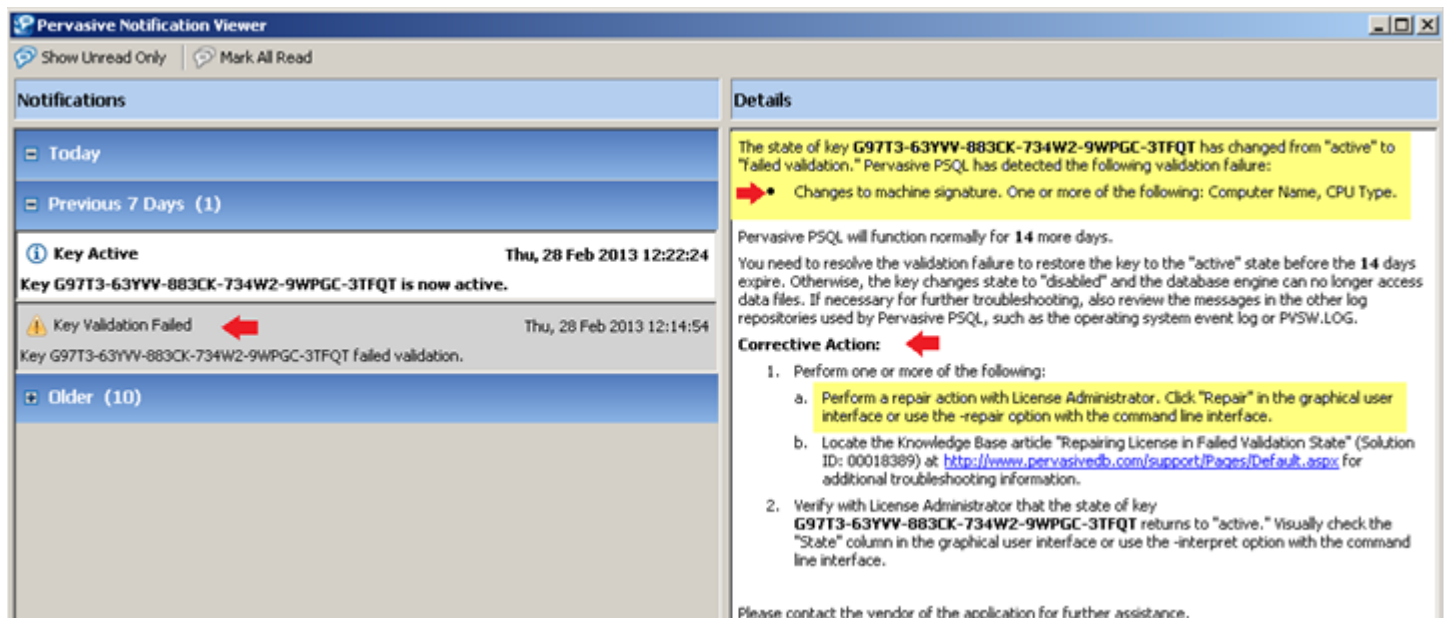 Pervasive Notification Viewer
Show Unread Only
Mark All Read
Notifications
Today
Previous 7 Days (1)
Key Active
Thu, 28 Feb 2013 12:22:24
Key G97T3-63YVV-883CK-734W2-9WPGC-3TFQT is now active.
Key Validation Failed
Thu, 28 Feb 2013 12:14:54
Key G97T3-63YVV-883CK-734W2-9WPGC-3TFQT failed validation.
Older (10)
Details
The state of key G97T3-63YVV-883CK-734W2-9WPGC-3TFQT has changed from "active" to
"failed validation." Pervasive PSQL has detected the following validation failure:
• Changes to machine signature. One or more of the following: Computer Name, CPU Type.
Pervasive PSQL will function normally for 14 more days.
You need to resolve the validation failure to restore the key to the "active" state before the 14 days
expire. Otherwise, the key changes state to "disabled" and the database engine can no longer access
data files. If necessary for further troubleshooting, also review the messages in the other log
repositories used by Pervasive PSQL, such as the operating system event log or PVSW.LOG.
Corrective Action:
1. Perform one or more of the following:
a. Perform a repair action with License Administrator. Click "Repair" in the graphical user
interface or use the -repair option with the command line interface.
b. Locate the Knowledge Base article "Repairing License in Failed Validation State" (Solution
ID: 00018389) at http://www.pervasivedb.com/support/Pages/Default.aspx for
additional troubleshooting information.
2. Verify with License Administrator that the state of key
G97T3-63YVV-883CK-734W2-9WPGC-3TFQT returns to "active." Visually check the
"State" column in the graphical user interface or use the -interpret option with the command
line interface.
Please contact the vendor of the application for further assistance.